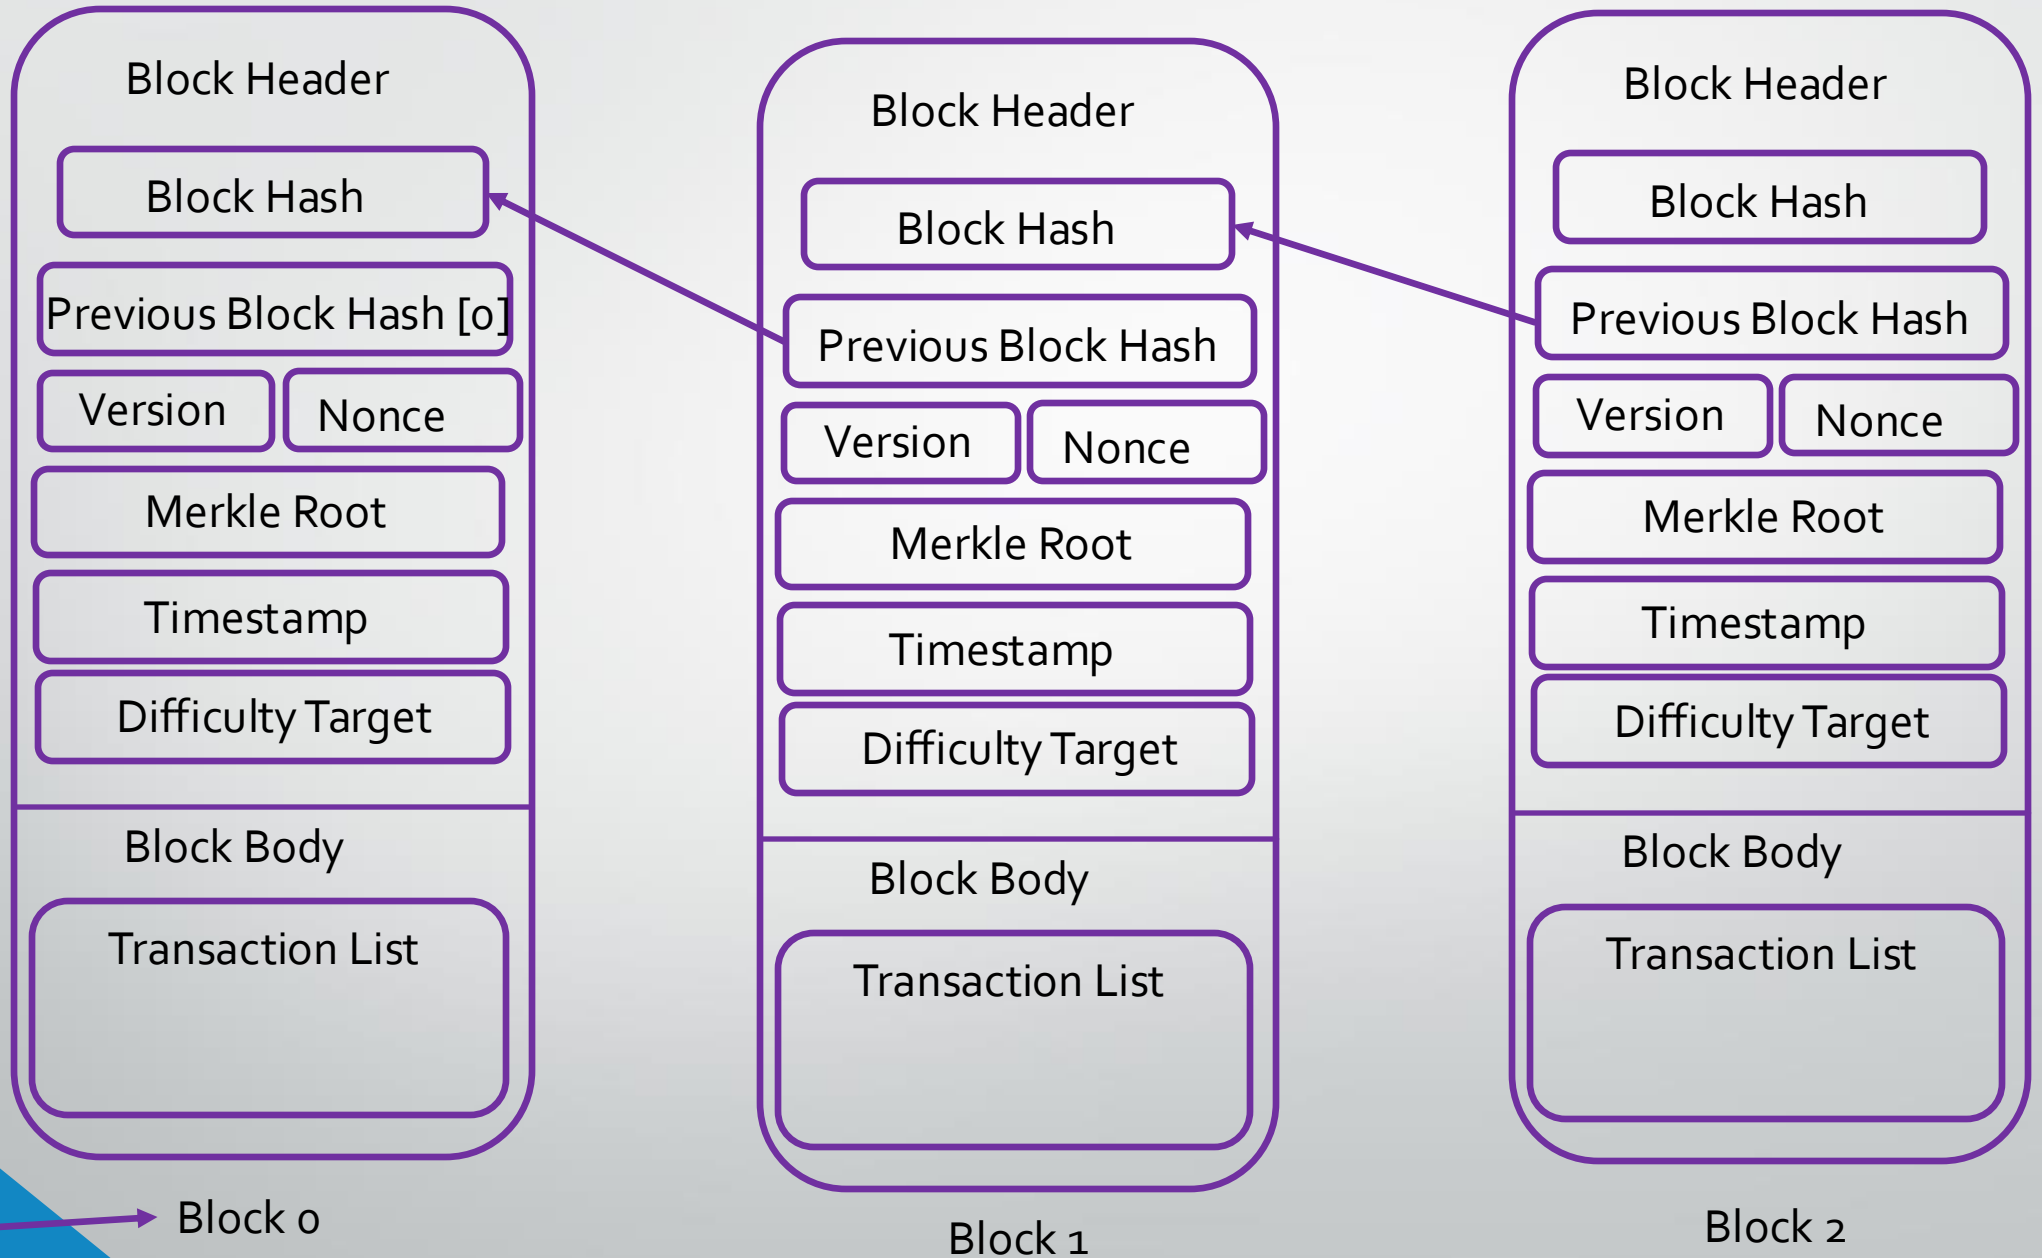 Block Header
Block Hash
Previous Block Hash [0]
Version
Nonce
Merkle Root
Timestamp
Difficulty Target
Block Body
Transaction List
Block 0
Block Header
Block Hash
Previous Block Hash
Version
Nonce
Merkle Root
Timestamp
Difficulty Target
Block Body
Transaction List
Block 1
Block Header
Block Hash
Previous Block Hash
Version
Nonce
Merkle Root
Timestamp
Difficulty Target
Block Body
Transaction List
Block 2